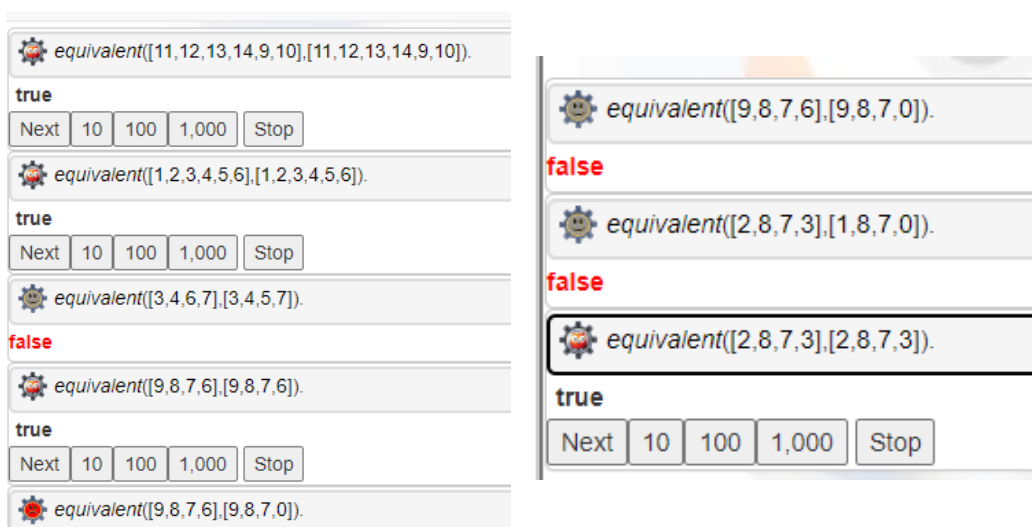 equivalent([11,12,13,14,9,10],[11,12,13,14,9,10]).
true
Next 10 100 1,000 Stop
equivalent([1,2,3,4,5,6],[1,2,3,4,5,6]).
true
Next 10 100 1,000 Stop
equivalent([3,4,6,7],[3,4,5,7]).
false
equivalent([9,8,7,6],[9,8,7,6]).
true
Next 10 100 1,000 Stop
equivalent([9,8,7,6],[9,8,7,0]).
equivalent([9,8,7,6],[9,8,7,0]).
false
equivalent([2,8,7,3],[1,8,7,0]).
false
equivalent([2,8,7,3],[2,8,7,3]).
true
Next 10 100 1,000 Stop